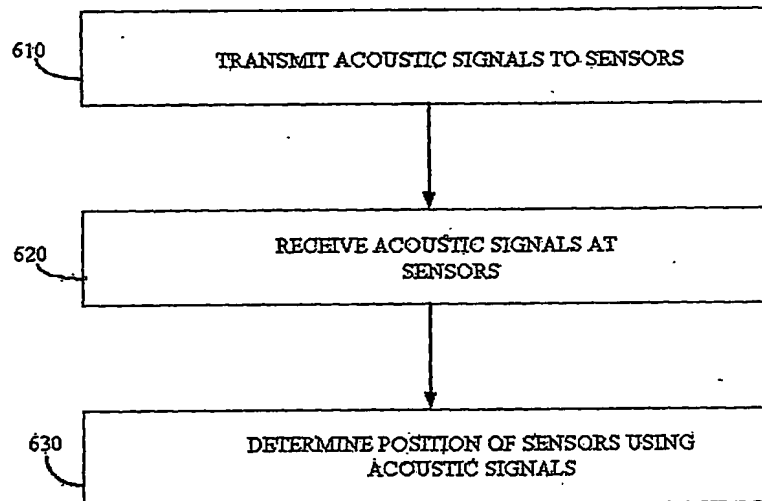 610
TRANSMIT ACOUSTIC SIGNALS TO SENSORS
RECEIVE ACOUSTIC SIGNALS AT
SENSORS
620
DETERMINE POSITION OF SENSORS USING
ACOUSTIC SIGNALS
630